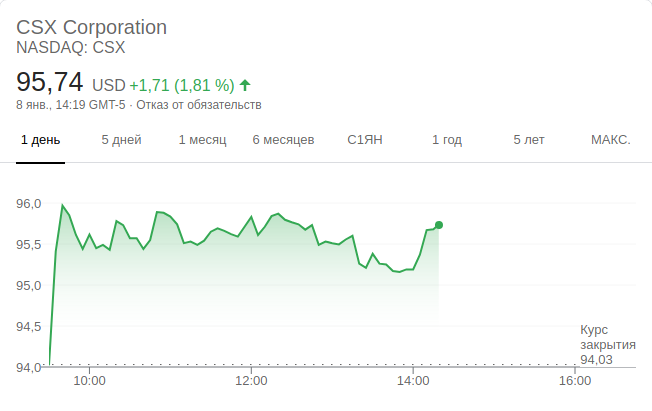 CSX Corporation
NASDAQ: CSX
95,74 USD +1,71 (1,81 %)
8 янв., 14:19 GMT-5 · Отказ от обязательств
1 день 5 дней 1 месяц 6 месяцев С1ЯН 1 год 5 лет МАКС.
96,0
95,5
95,0
94,5
Курс
закрытия
94,03
94,0
10:00 12:00 14:00 16:00